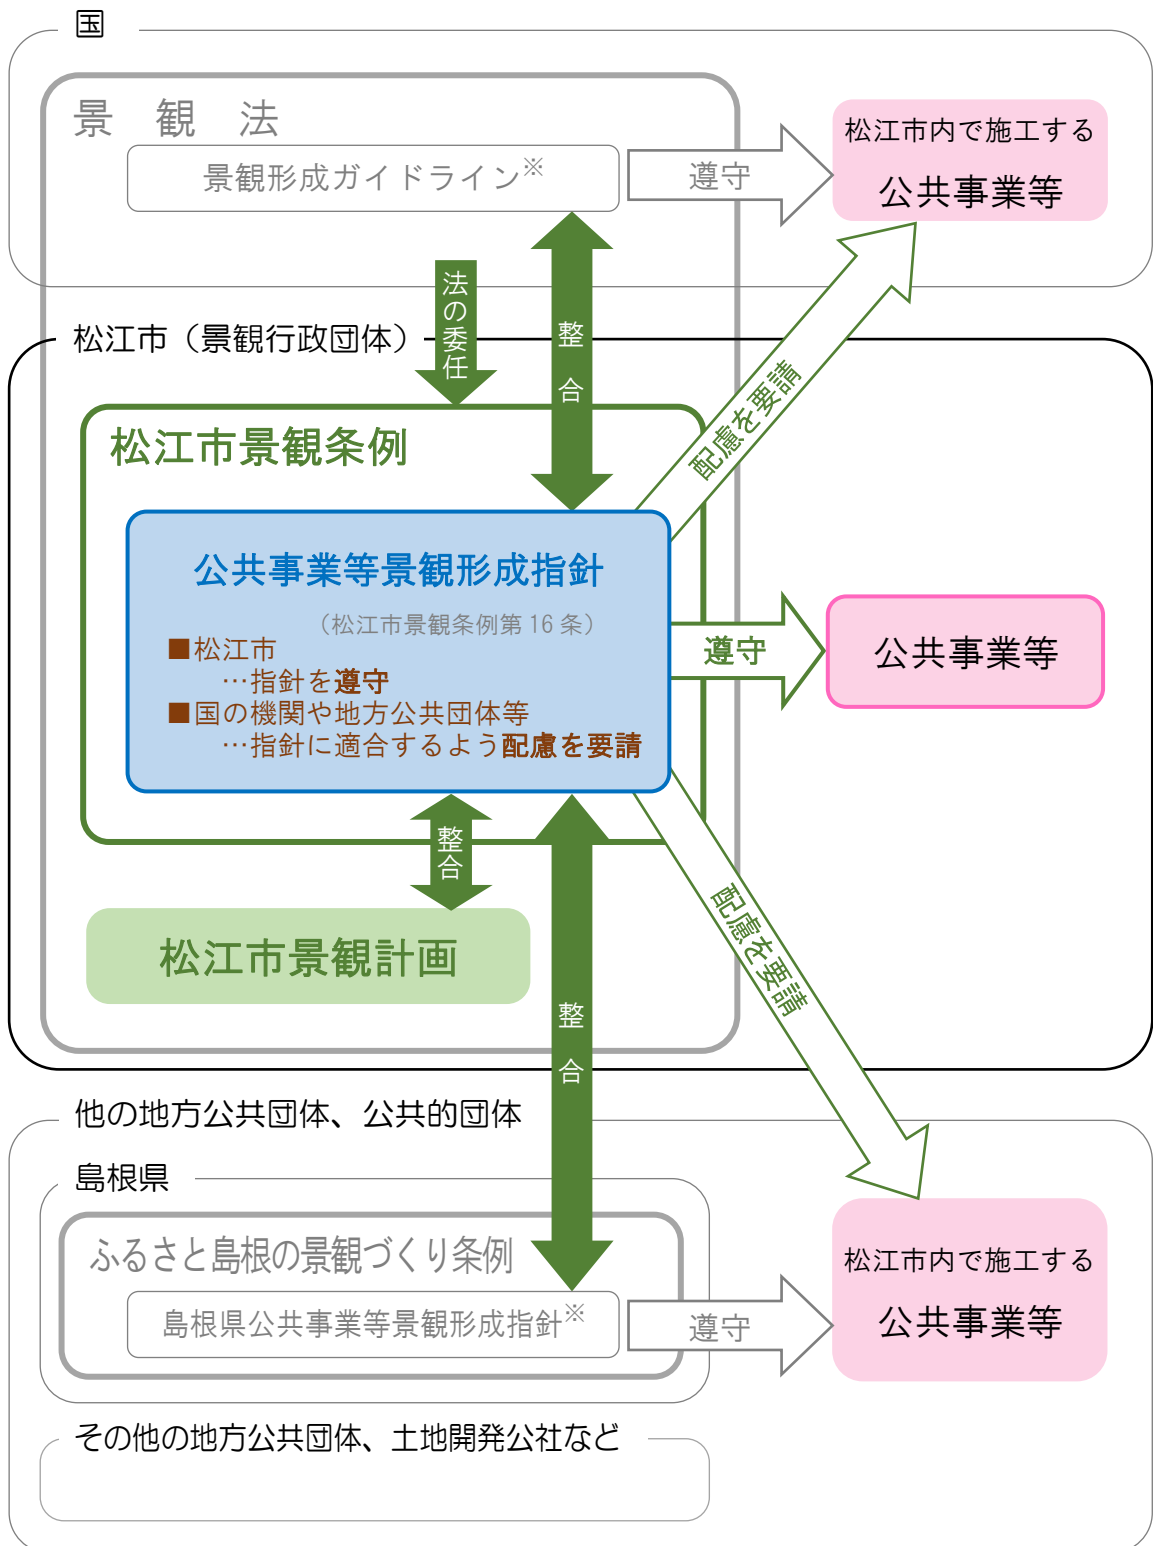 国
景　観　法
景観形成ガイドライン※
遵守
松江市内で施工する
公共事業等
法の委任
整合
配慮を要請
松江市（景観行政団体）
松江市景観条例
公共事業等景観形成指針
（松江市景観条例第 16 条）
■松江市
…指針を遵守
■国の機関や地方公共団体等
…指針に適合するよう配慮を要請
遵守
公共事業等
整合
松江市景観計画
整合
配慮を要請
他の地方公共団体、公共的団体
島根県
ふるさと島根の景観づくり条例
島根県公共事業等景観形成指針※
遵守
松江市内で施工する
公共事業等
その他の地方公共団体、土地開発公社など